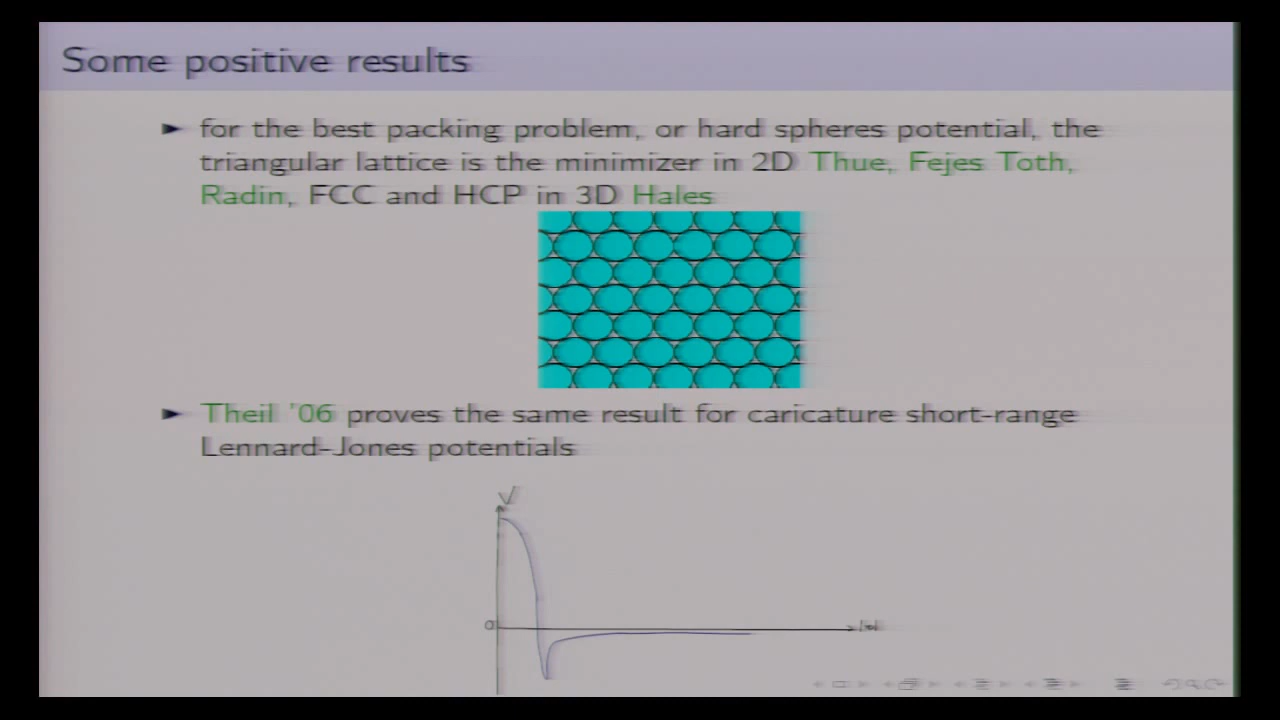 Some positive results
► for the best packing problem, or hard spheres potential, the
triangular lattice is the minimizer in 2D Thue, Fejes Toth,
Radin, FCC and HCP in 3D Hales
► Theil '06 proves the same result for caricature short-range
Lennard-Jones potentials
V
0